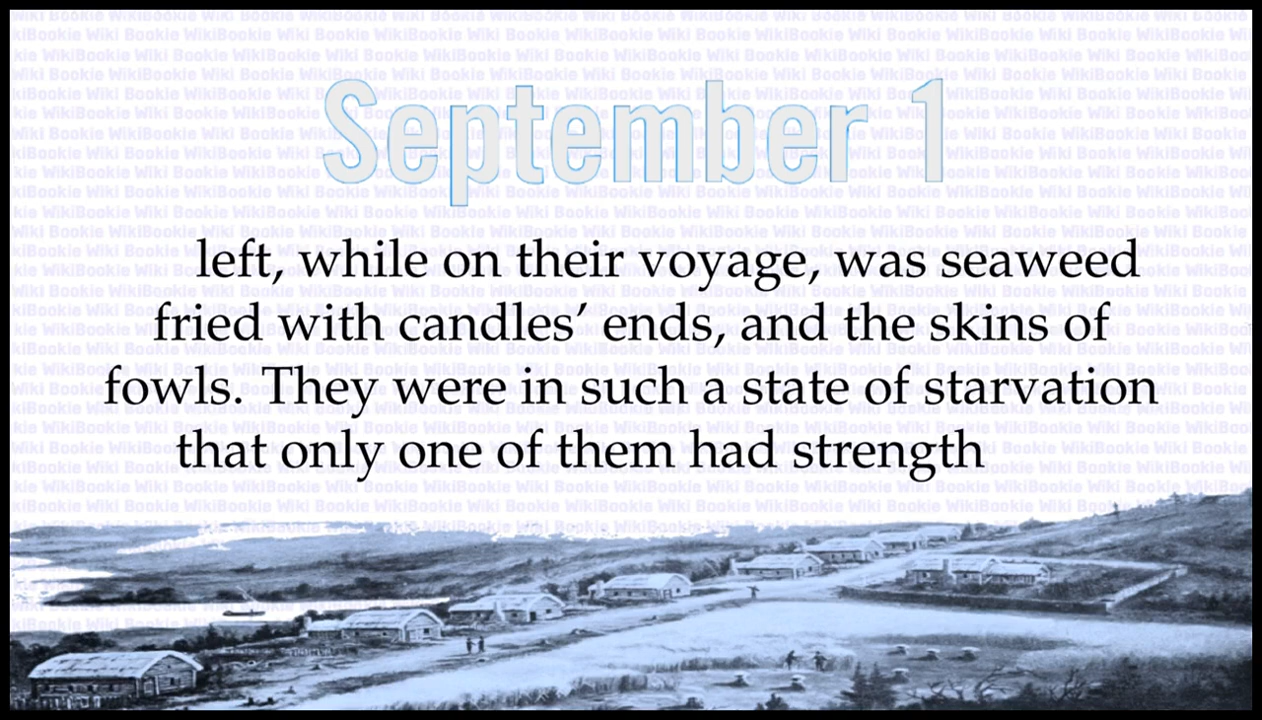 September 1
left, while on their voyage, was seaweed
fried with candles’ ends, and the skins of
fowls. They were in such a state of starvation
that only one of them had strength